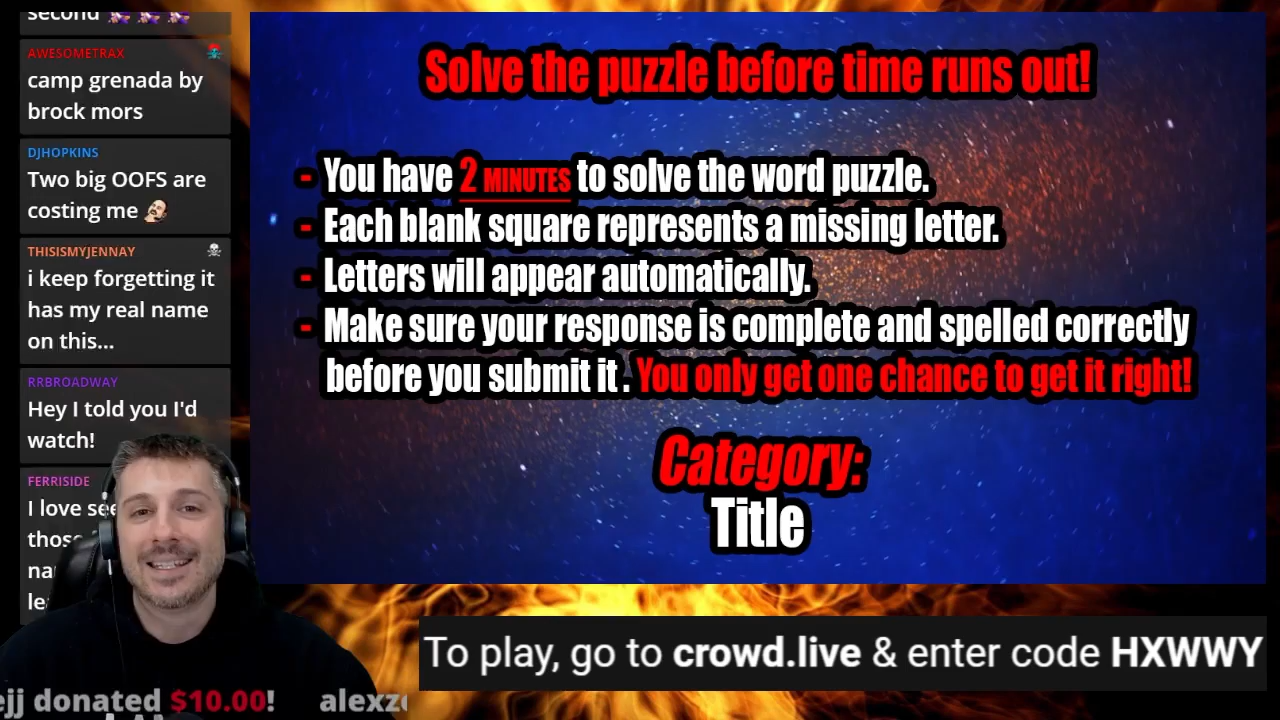 second
AWESOMETRAX
camp grenada by
brock mors
DJHOPKINS
Two big OOFS are
costing me
THISISMYJENNAY
i keep forgetting it
has my real name
on this...
RRBROADWAY
Hey I told you I'd
watch!
FERRISIDE
I love
Solve the puzzle before time runs out!
- You have 2 MINUTES to solve the word puzzle.
- Each blank square represents a missing letter.
- Letters will appear automatically.
- Make sure your response is complete and spelled correctly
before you submit it . You only get one chance to get it right!
Category:
Title
To play, go to crowd.live & enter code HXWWY
donated $10.00!